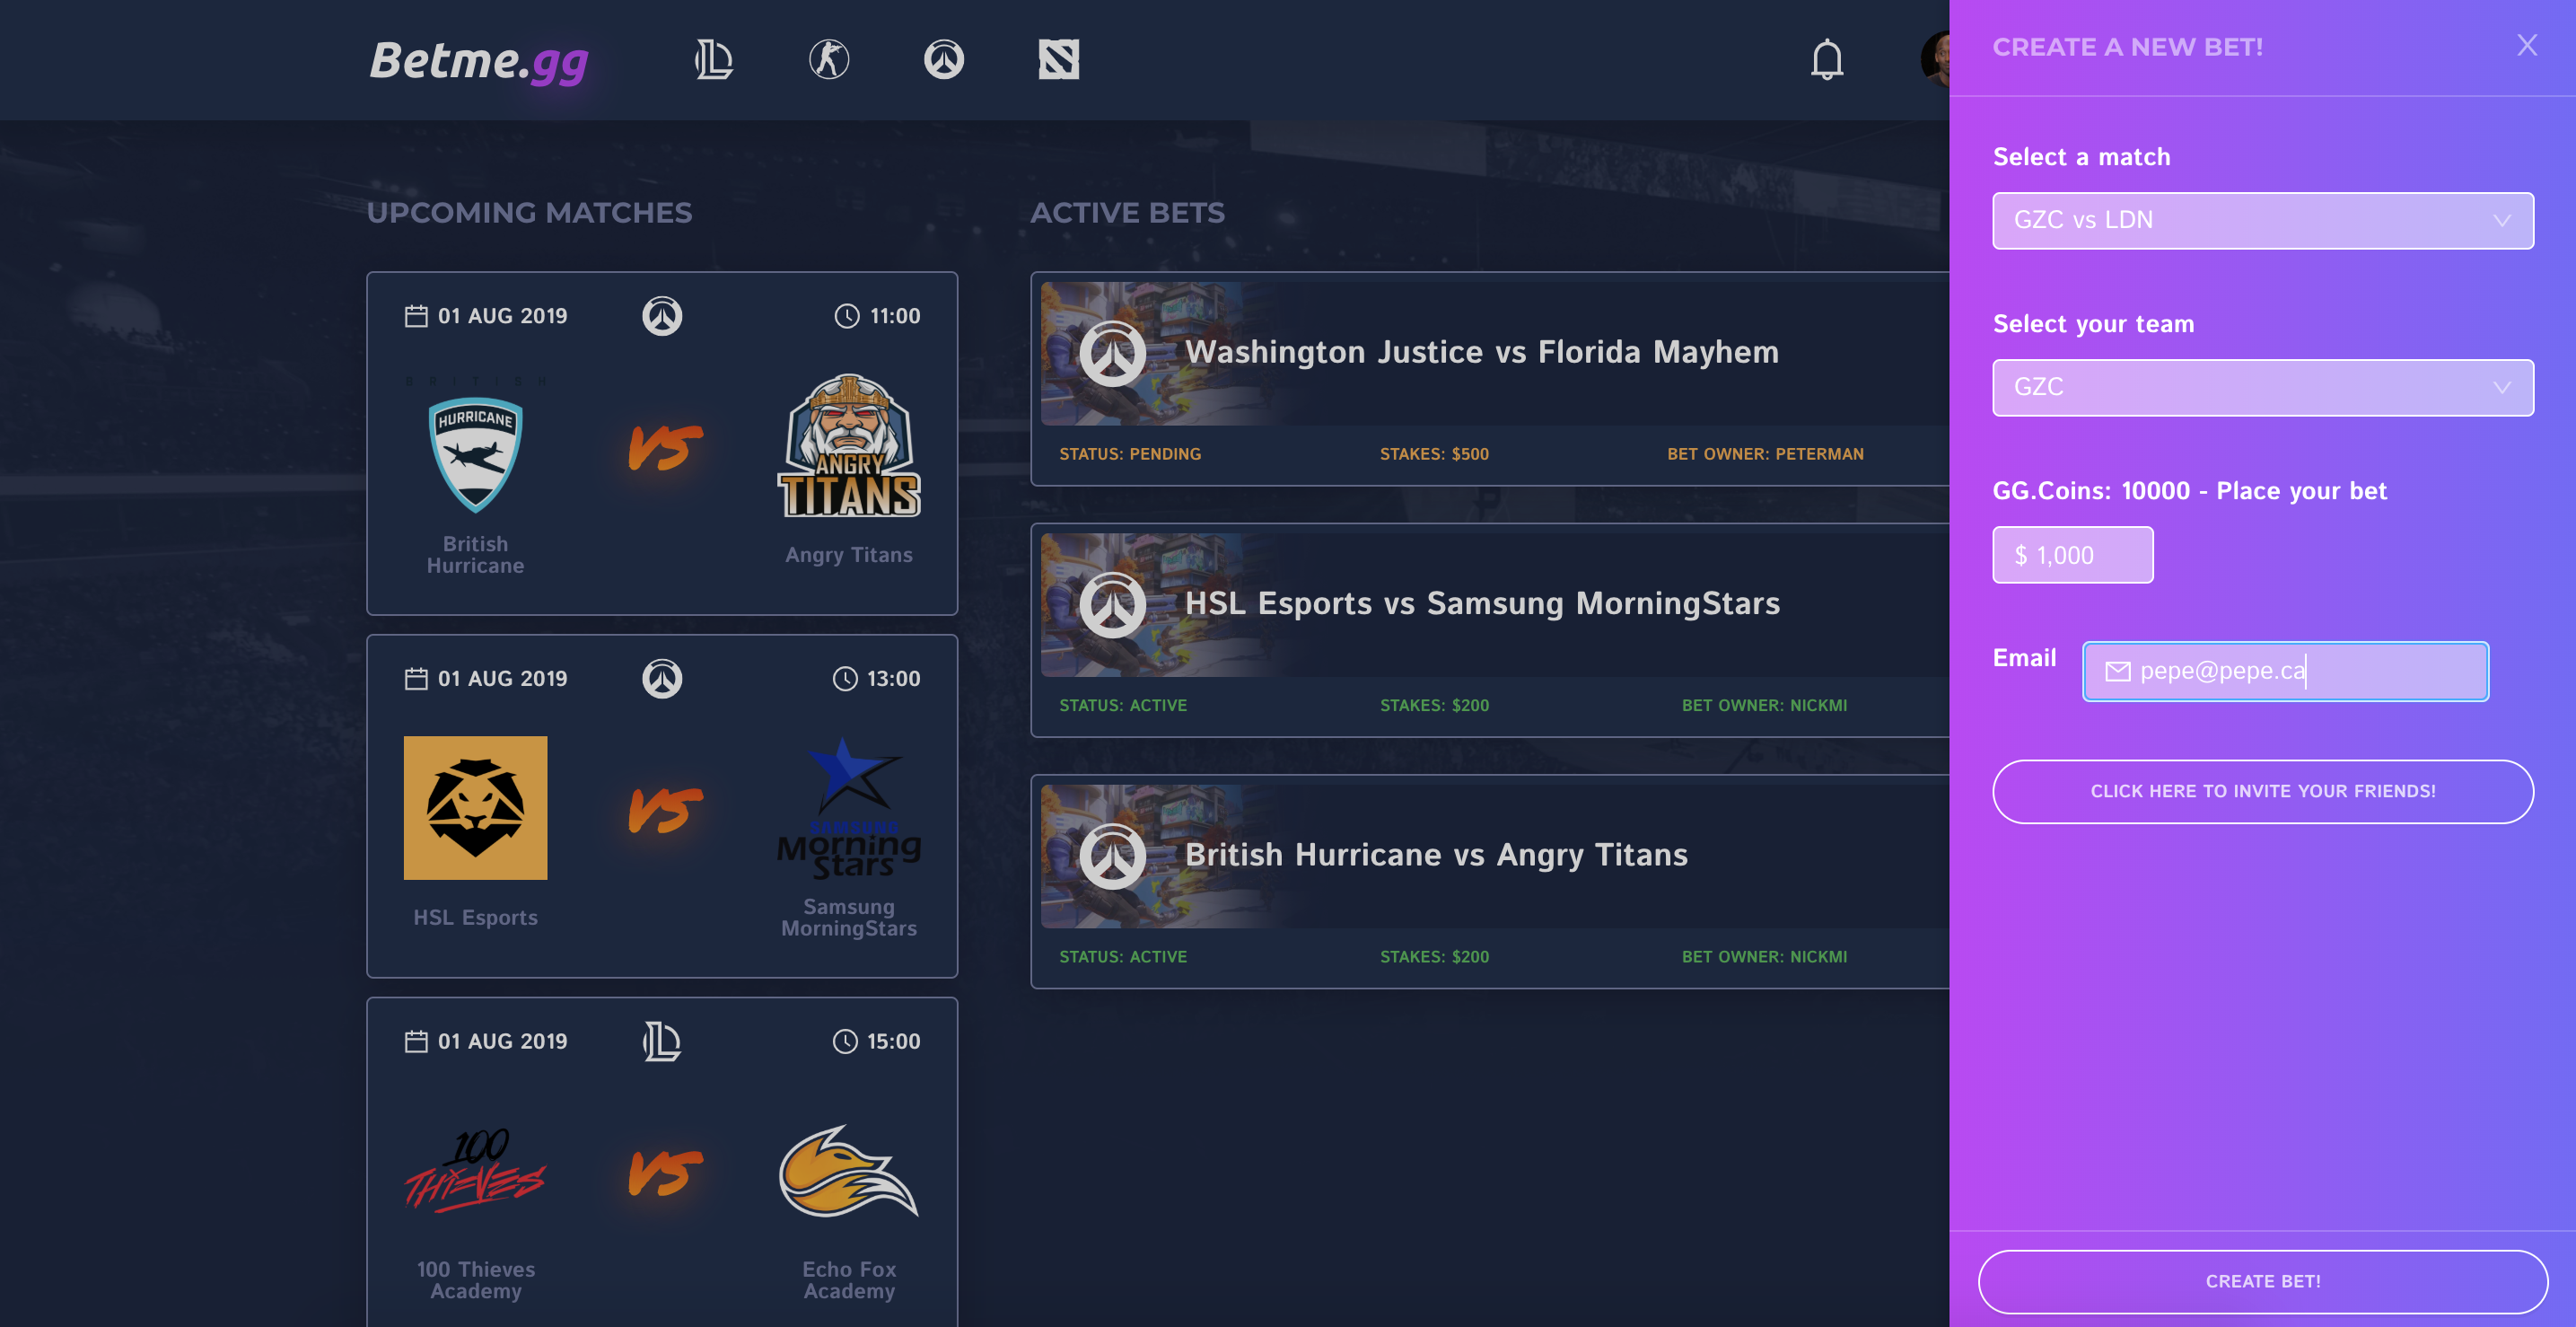 Betme.gg
UPCOMING MATCHES
01 AUG 2019
11:00
BRITISH
HURRICANE
VS
ANGRY
TITANS
British
Hurricane
Angry Titans
01 AUG 2019
13:00
VS
SAMSUNG
Morning
Stars
HSL Esports
Samsung
MorningStars
01 AUG 2019
15:00
100
THIEVES
VS
100 Thieves
Academy
Echo Fox
Academy
ACTIVE BETS
Washington Justice vs Florida Mayhem
STATUS: PENDING
STAKES: $500
BET OWNER: PETERMAN
HSL Esports vs Samsung MorningStars
STATUS: ACTIVE
STAKES: $200
BET OWNER: NICKMI
British Hurricane vs Angry Titans
STATUS: ACTIVE
STAKES: $200
BET OWNER: NICKMI
CREATE A NEW BET!
Select a match
GZC vs LDN
Select your team
GZC
GG.Coins: 10000 - Place your bet
$ 1,000
Email
pepe@pepe.ca
CLICK HERE TO INVITE YOUR FRIENDS!
CREATE BET!